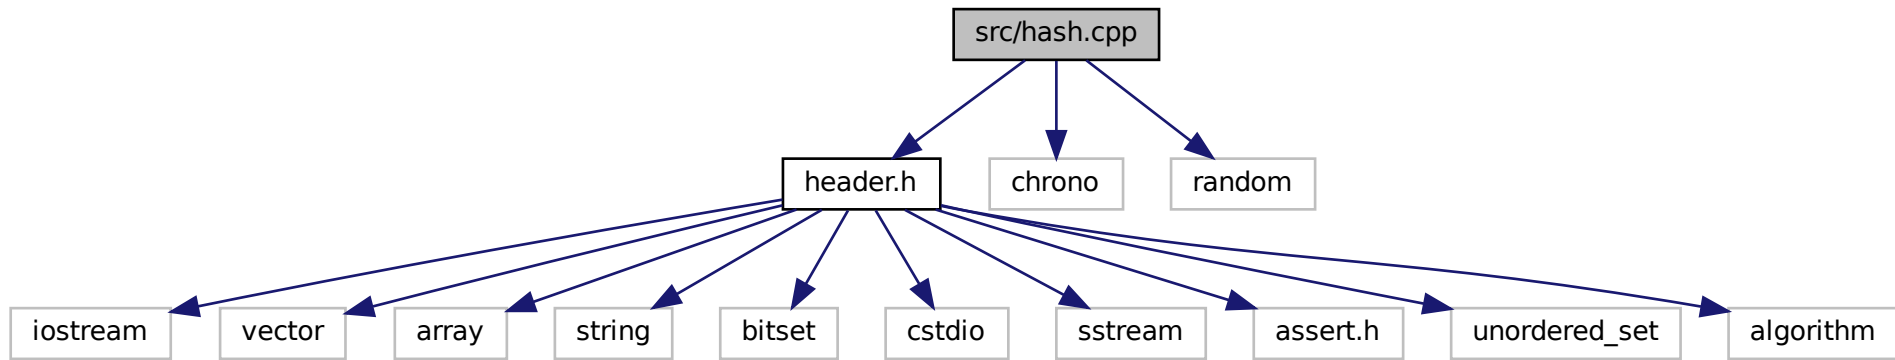 src/hash.cpp
header.h
chrono
random
iostream
vector
array
string
bitset
cstdio
sstream
assert.h
unordered_set
algorithm